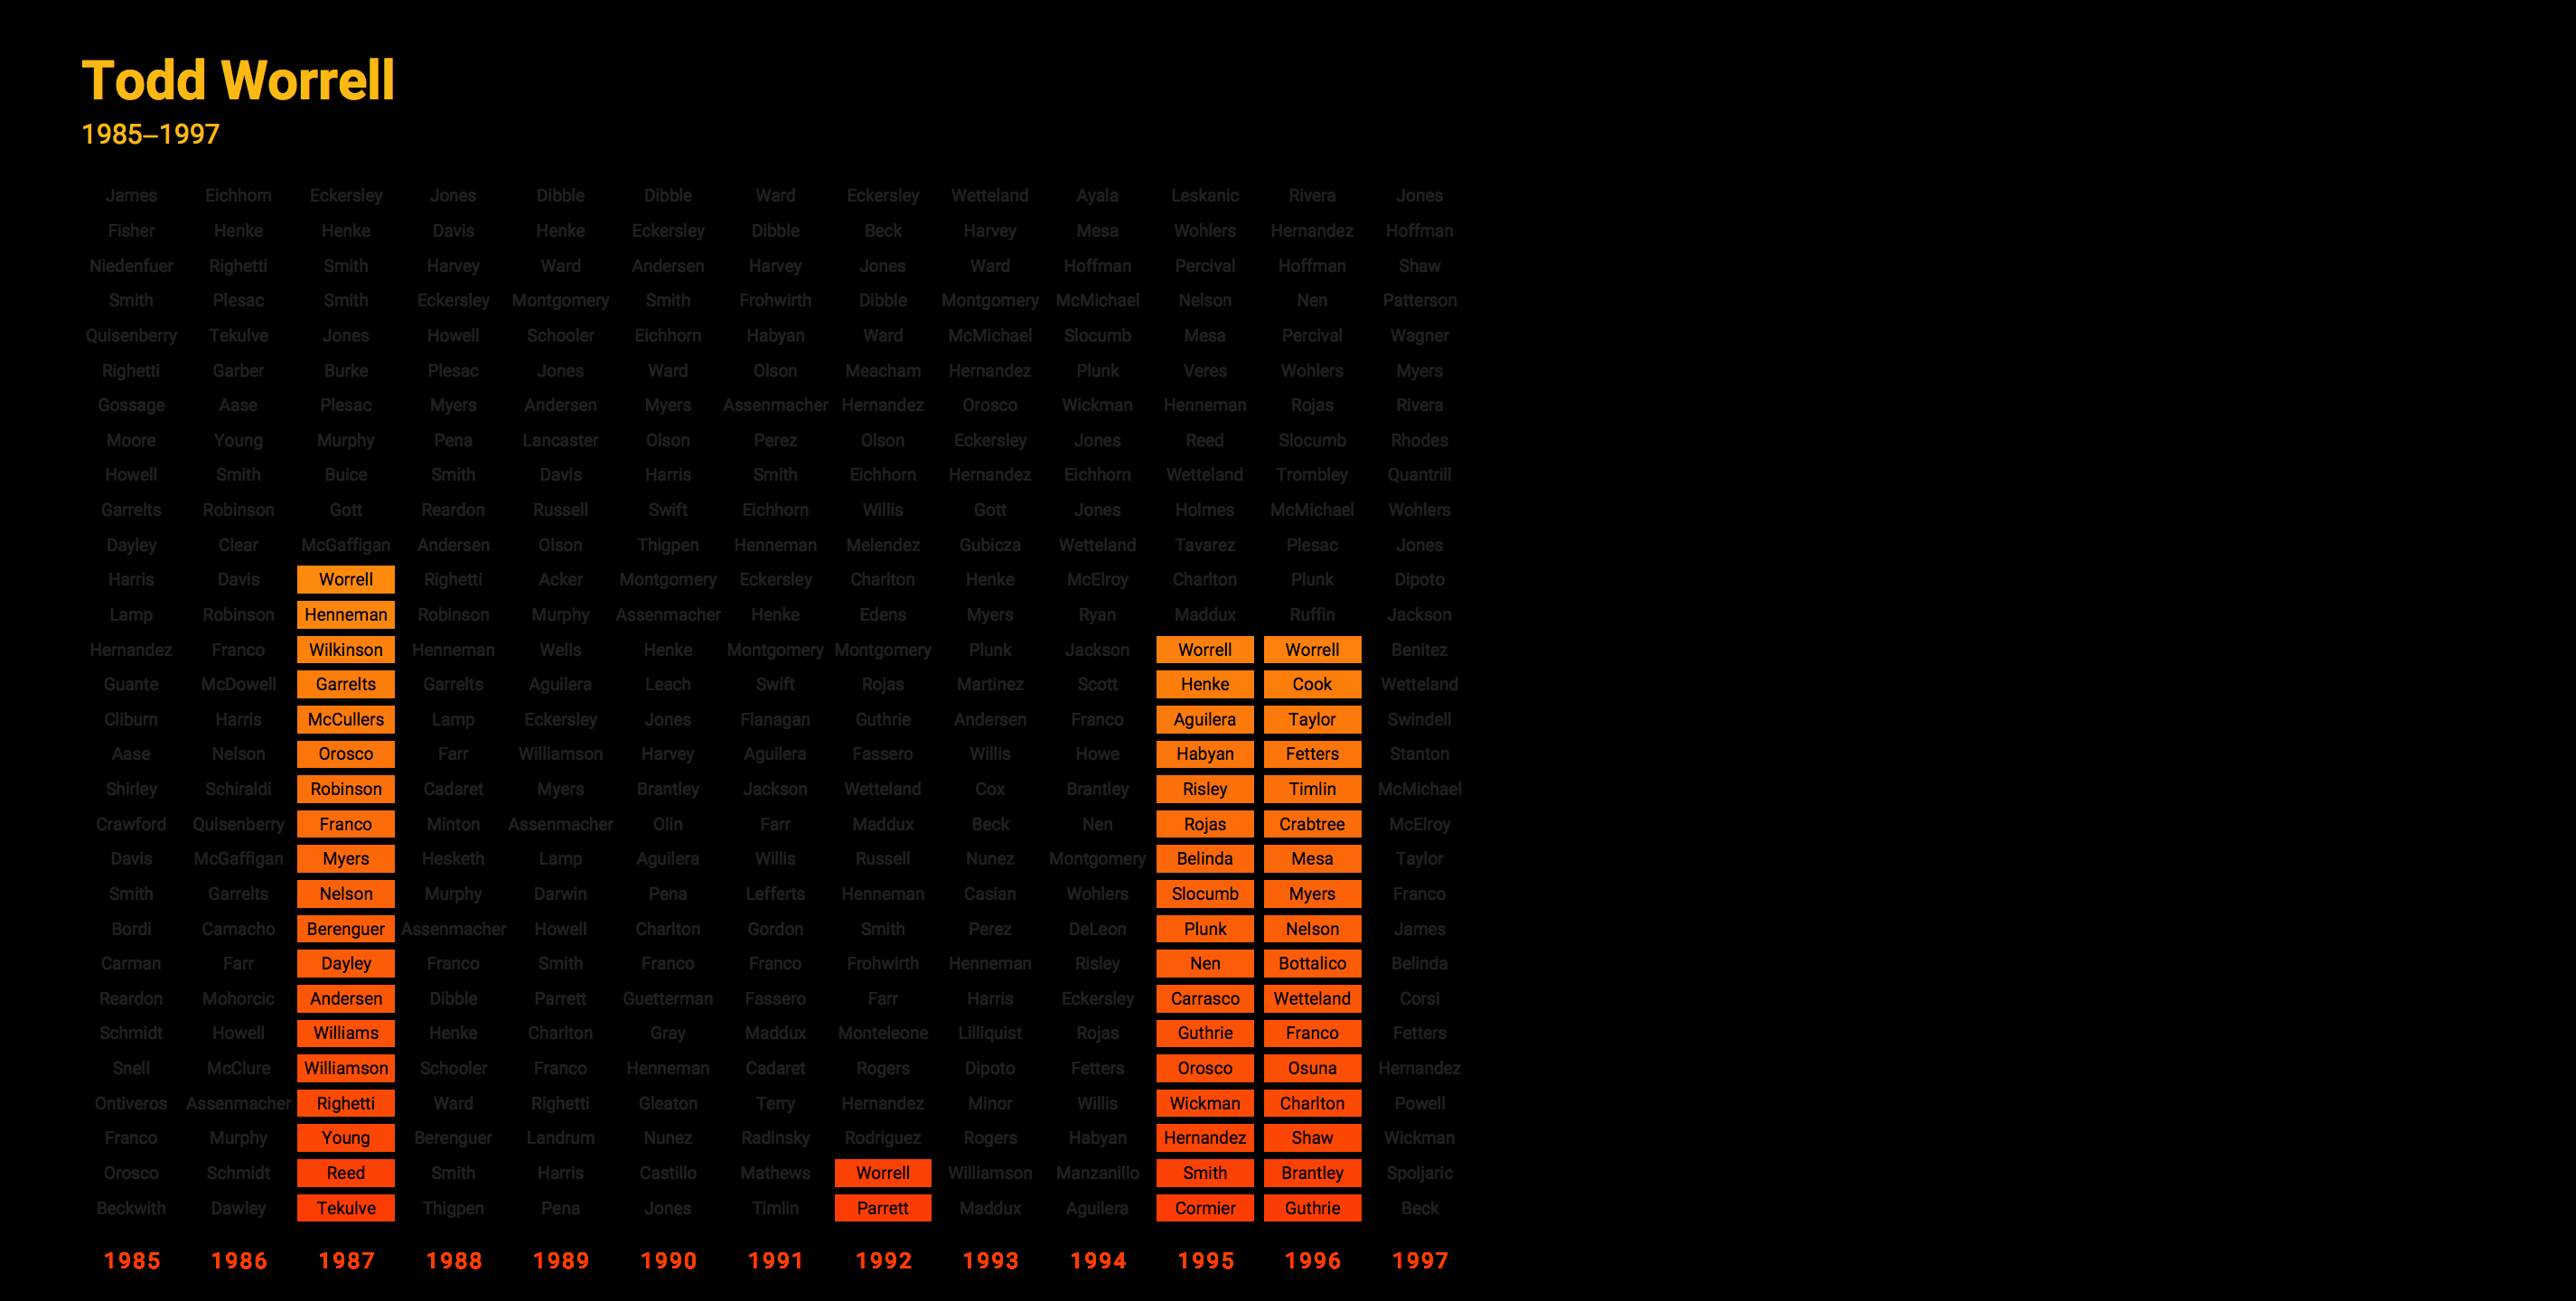 Todd Worrell
1985–1997
James Eichhorn Eckersley Jones Dibble Dibble Ward Eckersley Wetteland Ayala Leskanic Rivera Jones
Fisher Henke Henke Davis Henke Eckersley Dibble Beck Harvey Mesa Wohlers Hernandez Hoffman
Niedenfuer Righetti Smith Harvey Ward Andersen Harvey Jones Ward Hoffman Percival Hoffman Shaw
Smith Plesac Smith Eckersley Montgomery Smith Frohwirth Dibble Montgomery McMichael Nelson Nen Patterson
Quisenberry Tekulve Jones Howell Schooler Eichhorn Habyan Ward McMichael Slocumb Mesa Percival Wagner
Righetti Garber Burke Plesac Jones Ward Olson Meacham Hernandez Plunk Veres Wohlers Myers
Gossage Aase Plesac Myers Andersen Myers Assenmacher Hernandez Orosco Wickman Henneman Rojas Rivera
Moore Young Murphy Pena Lancaster Olson Perez Olson Eckersley Jones Reed Slocumb Rhodes
Howell Smith Buice Smith Davis Harris Smith Eichhorn Hernandez Eichhorn Wetteland Trombley Quantrill
Garrelts Robinson Gott Reardon Russell Swift Eichhorn Willis Gott Jones Holmes McMichael Wohlers
Dayley Clear McGaffigan Andersen Olson Thigpen Henneman Melendez Gubicza Wetteland Tavarez Plesac Jones
Harris Davis Worrell Righetti Acker Montgomery Eckersley Charlton Henke McElroy Charlton Plunk Dipoto
Lamp Robinson Henneman Robinson Murphy Assenmacher Henke Edens Myers Ryan Maddux Ruffin Jackson
Hernandez Franco Wilkinson Henneman Wells Henke Montgomery Montgomery Plunk Jackson Worrell Worrell Benitez
Guante McDowell Garrelts Garrelts Aguilera Leach Swift Rojas Martinez Scott Henke Cook Wetteland
Cliburn Harris McCullers Lamp Eckersley Jones Flanagan Guthrie Andersen Franco Aguilera Taylor Swindell
Aase Nelson Orosco Farr Williamson Harvey Aguilera Fassero Willis Howe Habyan Fetters Stanton
Shirley Schiraldi Robinson Cadaret Myers Brantley Jackson Wetteland Cox Brantley Risley Timlin McMichael
Crawford Quisenberry Franco Minton Assenmacher Olin Farr Maddux Beck Nen Rojas Crabtree McElroy
Davis McGaffigan Myers Hesketh Lamp Aguilera Willis Russell Nunez Montgomery Belinda Mesa Taylor
Smith Garrelts Nelson Murphy Darwin Pena Lefferts Henneman Casian Wohlers Slocumb Myers Franco
Bordi Camacho Berenguer Assenmacher Howell Charlton Gordon Smith Perez DeLeon Plunk Nelson James
Carman Farr Dayley Franco Smith Franco Franco Frohwirth Henneman Risley Nen Bottalico Belinda
Reardon Mohorcic Andersen Dibble Parrett Guetterman Fassero Farr Harris Eckersley Carrasco Wetteland Corsi
Schmidt Howell Williams Henke Charlton Gray Maddux Monteleone Lilliquist Rojas Guthrie Franco Fetters
Snell McClure Williamson Schooler Franco Henneman Cadaret Rogers Dipoto Fetters Orosco Osuna Hernandez
Ontiveros Assenmacher Righetti Ward Righetti Gleaton Terry Hernandez Minor Willis Wickman Charlton Powell
Franco Murphy Young Berenguer Landrum Nunez Radinsky Rodriguez Rogers Habyan Hernandez Shaw Wickman
Orosco Schmidt Reed Smith Harris Castillo Mathews Worrell Williamson Manzanillo Smith Brantley Spoljaric
Beckwith Dawley Tekulve Thigpen Pena Jones Timlin Parrett Maddux Aguilera Cormier Guthrie Beck
1985 1986 1987 1988 1989 1990 1991 1992 1993 1994 1995 1996 1997